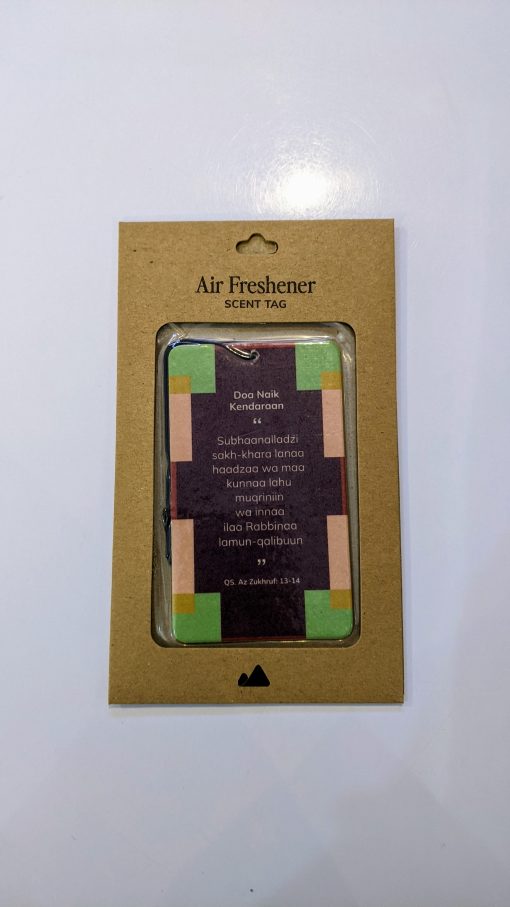 Air Freshener
SCENT TAG
Doa Naik
Kendaraan
“
Subhaanalladzi
sakh-khara lanaa
haadzaa wa maa
kunnaa lahu
muqriniin
wa innaa
ilaa Rabbinaa
lamun-qalibuun
”
QS. Az Zukhruf: 13-14